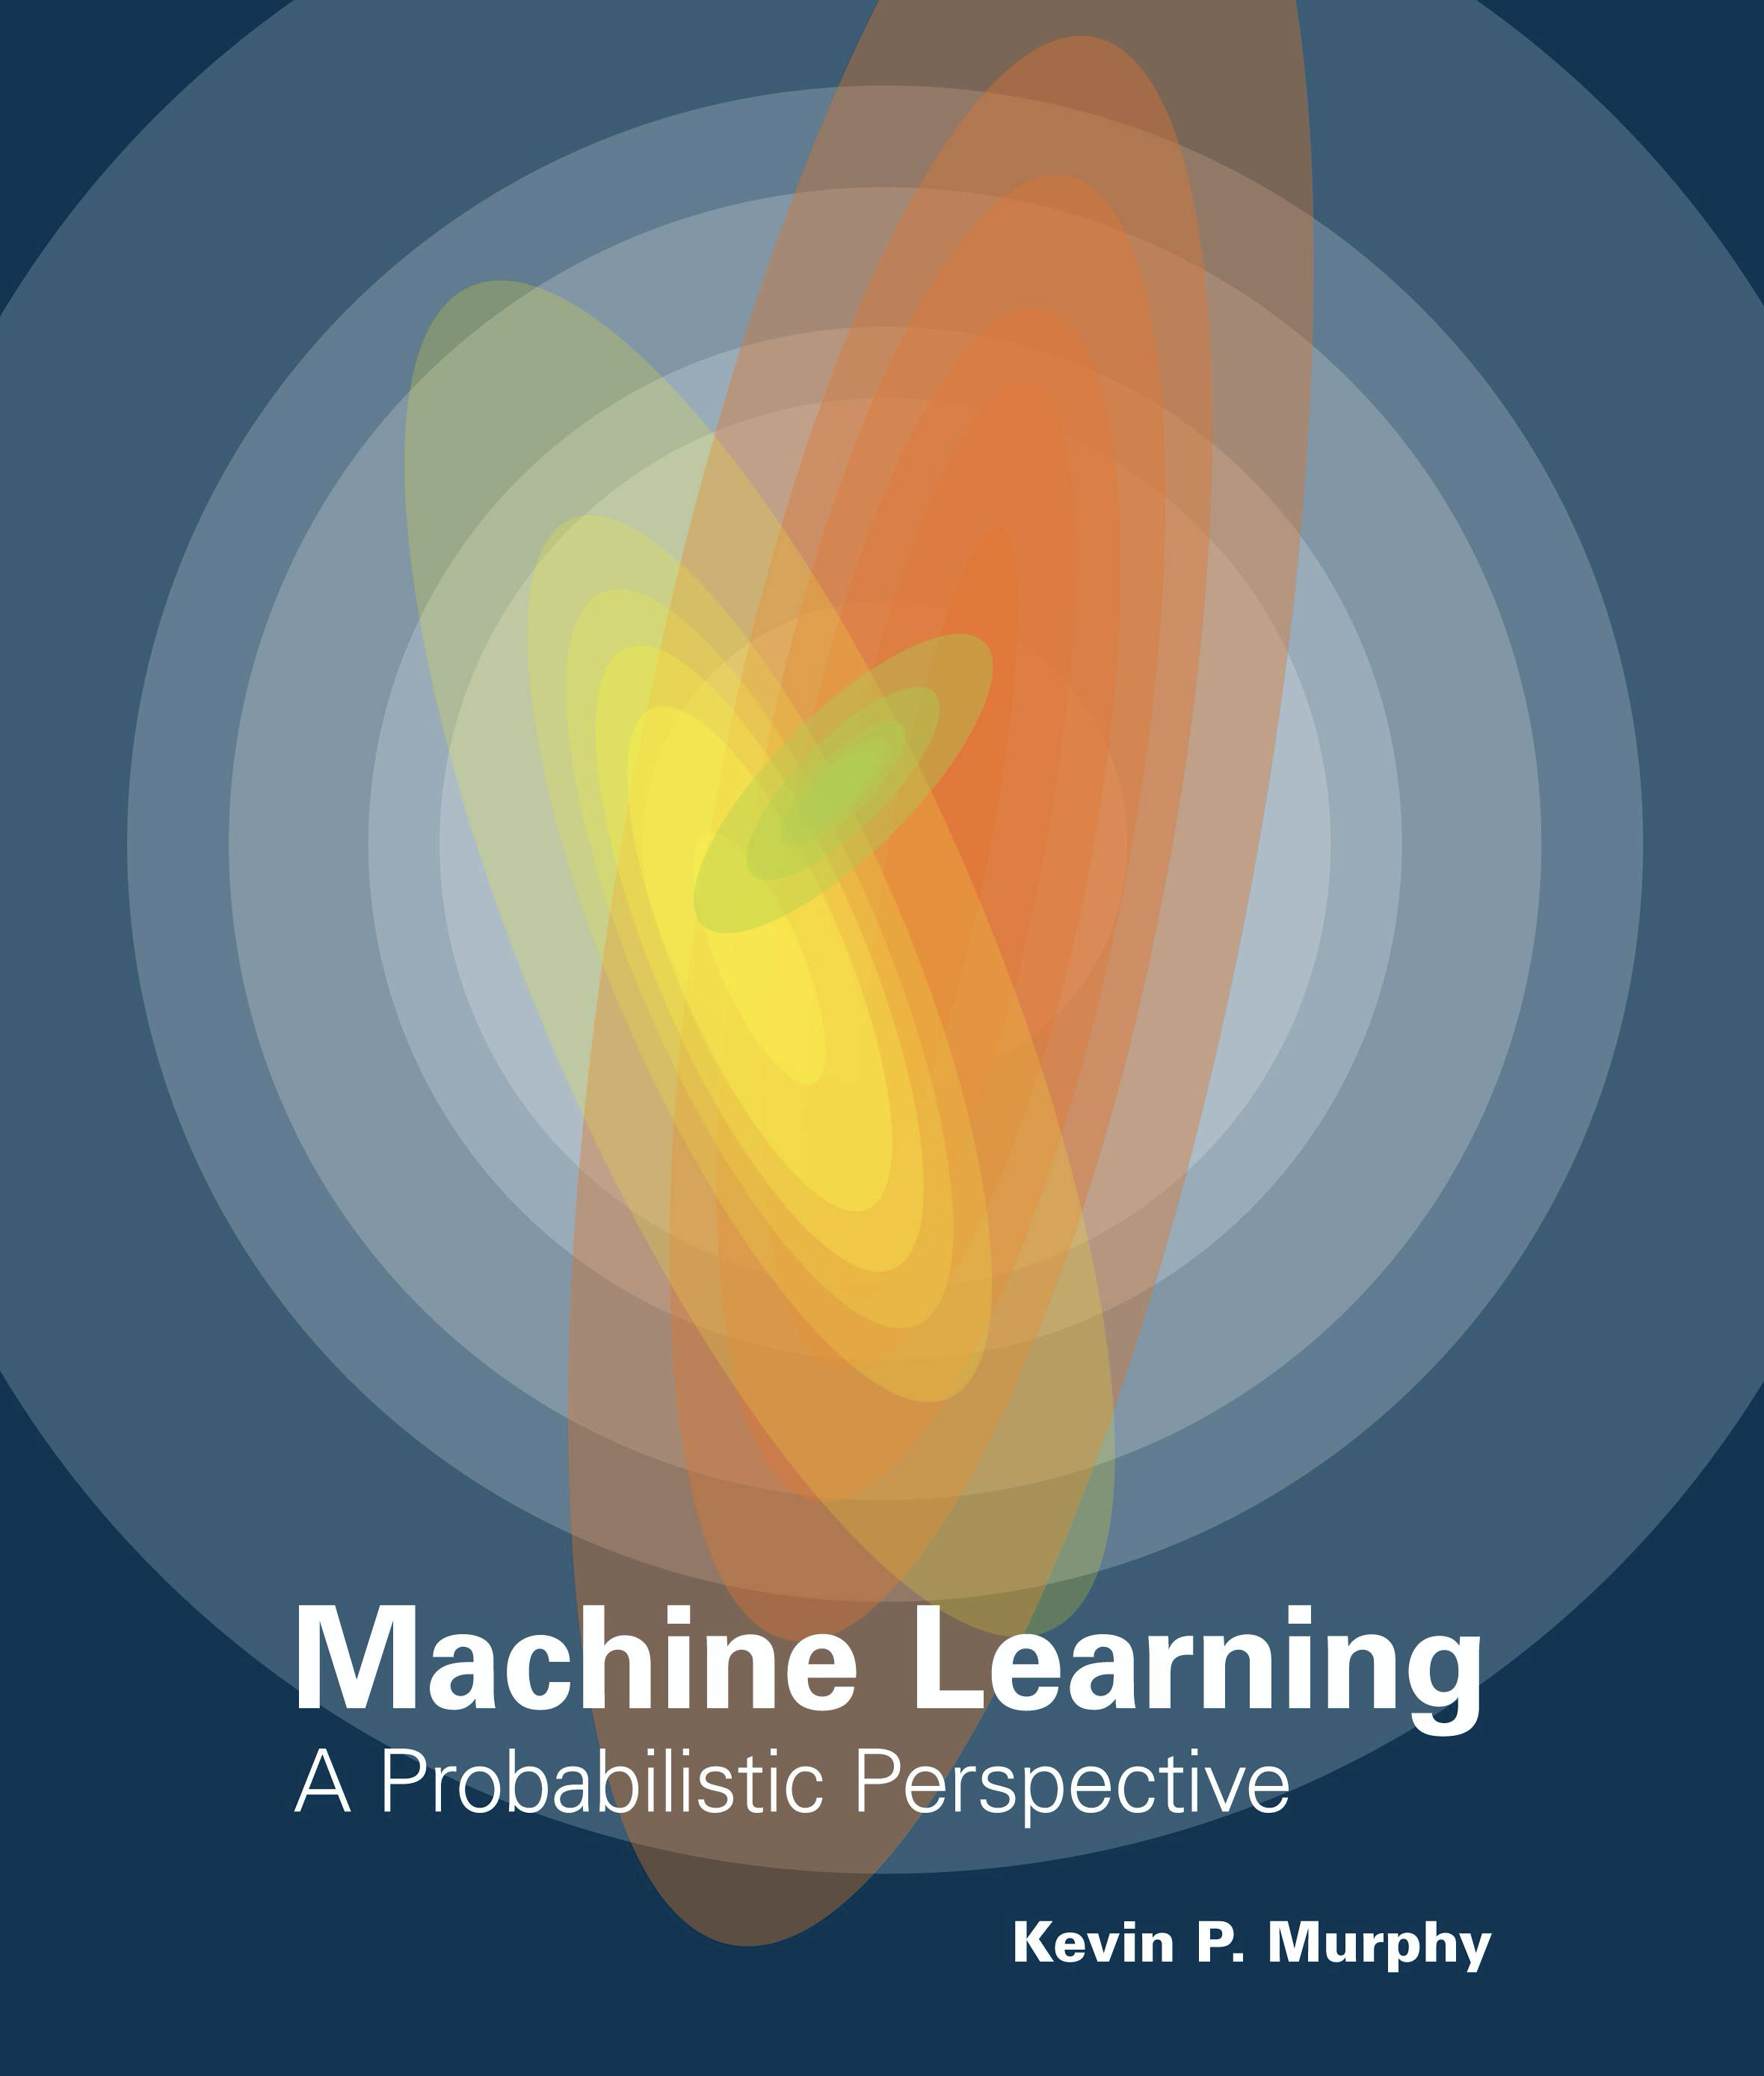 Machine Learning
A Probabilistic Perspective
Kevin P. Murphy